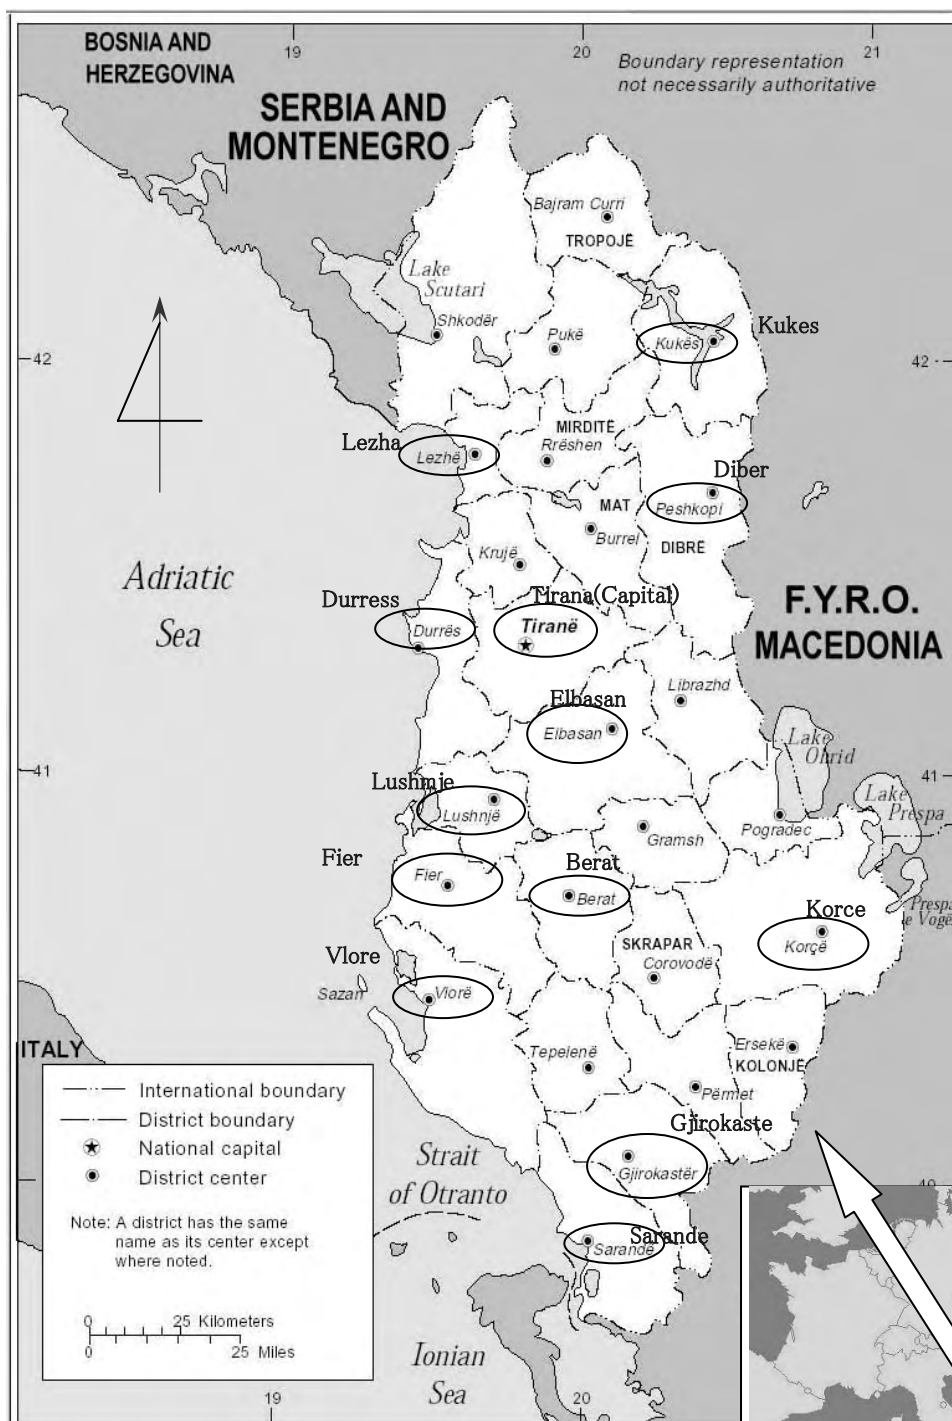 BOSNIA AND
HERZEGOVINA
19
20
21
Boundary representation
not necessarily authoritative
SERBIA AND
MONTENEGRO
Bajram Curri
TROPOJË
Lake
Scutari
Shkodër
Pukë
Kukës
Kukes
42
42
MIRDITË
Rrëshen
Lezha
Lezhë
Diber
Peshkopi
MAT
Burrel
DIBRË
Krujë
Adriatic
Sea
Durress
Durrës
Tirana(Capital)
Tiranë
F.Y.R.O.
MACEDONIA
Librazhd
Elbasan
Elbasan
Lake
Ohrid
41
41
Lushmje
Lushnjë
Lake
Prespa
Gramsh
Pogradec
Fier
Fier
Berat
Berat
Korce
Korçë
Prespa
e Vogë
SKRAPAR
Corovodë
Vlore
Vlorë
Sazan
ITALY
Tepelenë
Ersekë
KOLONJË
Përmet
International boundary
District boundary
National capital
District center
Note: A district has the same
name as its center except
where noted.
0 25 Kilometers
0 25 Miles
Gjirokaste
Gjirokastër
Strait
of Otranto
40
Sarande
Sarandë
Ionian
Sea
19
20